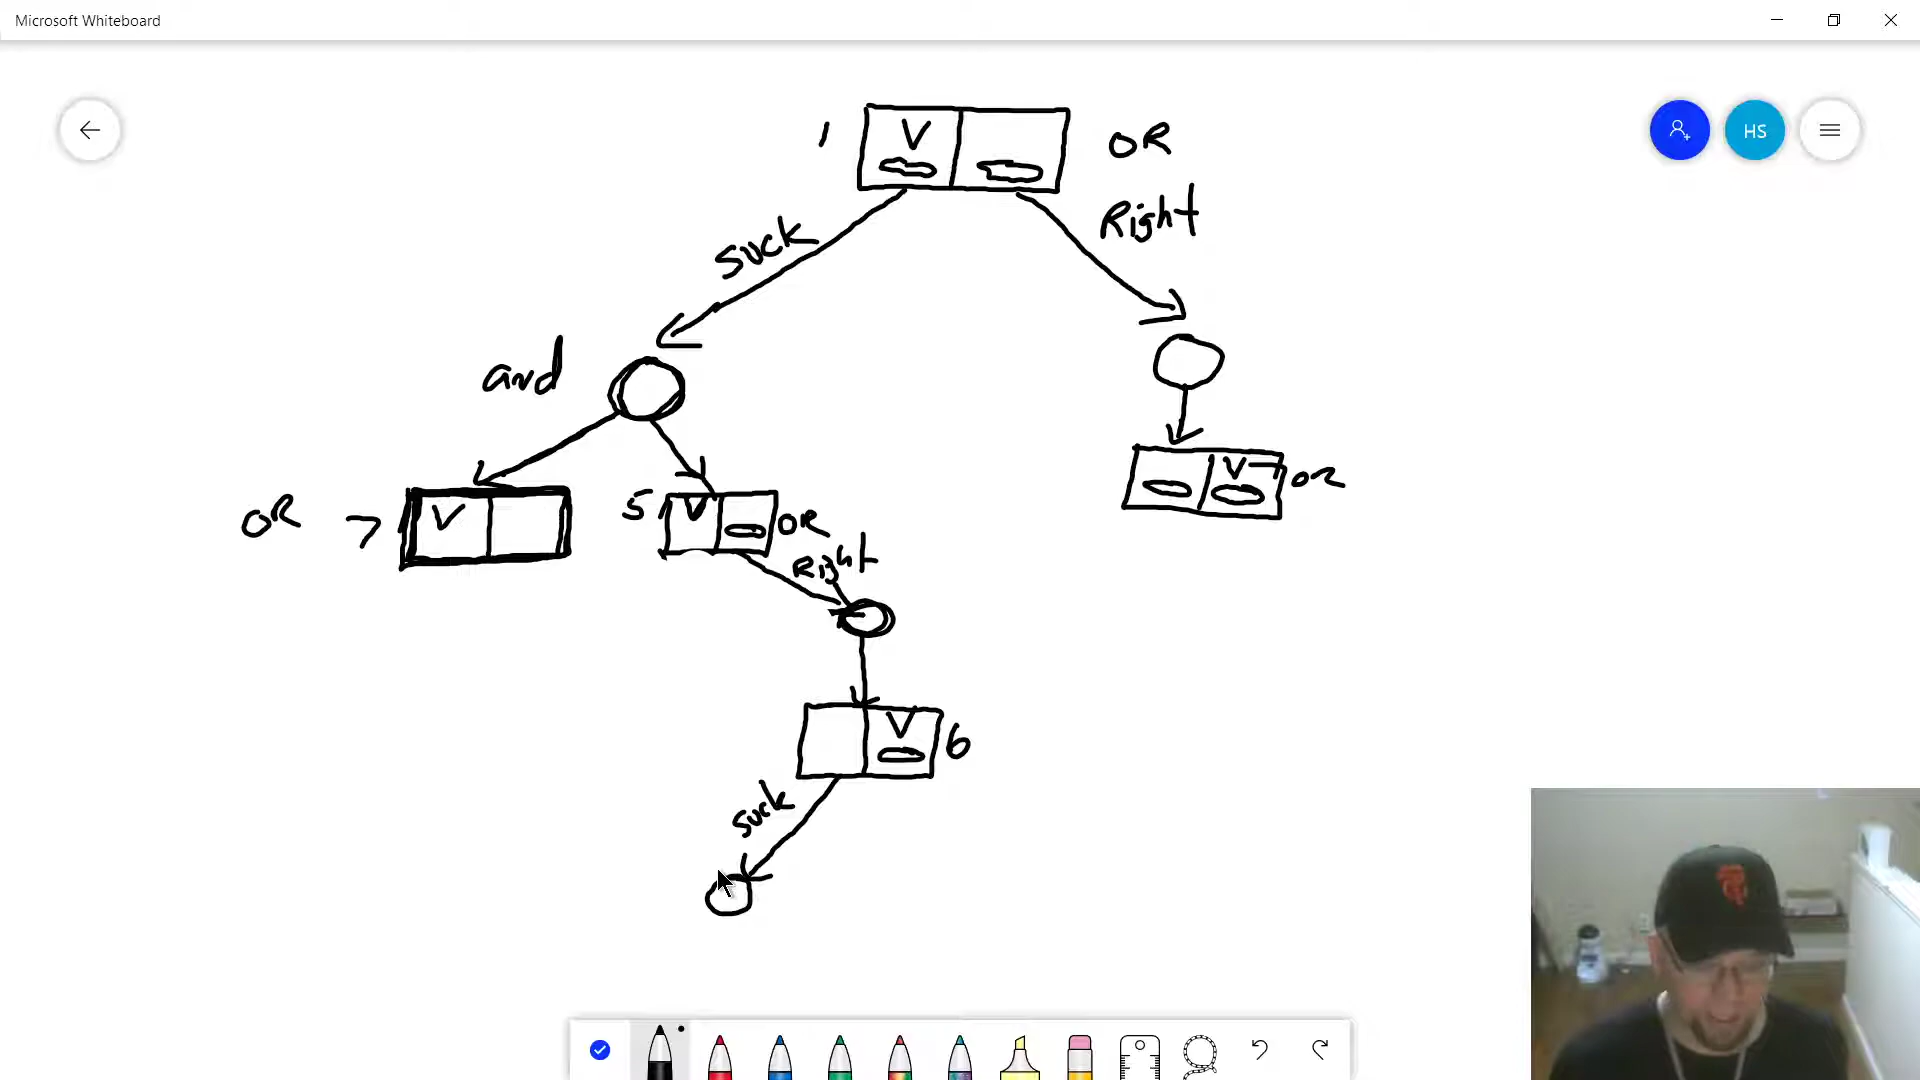 Microsoft Whiteboard
HS
1
V
OR
Right
suck
and
OR
7
V
5
V
OR
V
OR
Right
V
6
suck